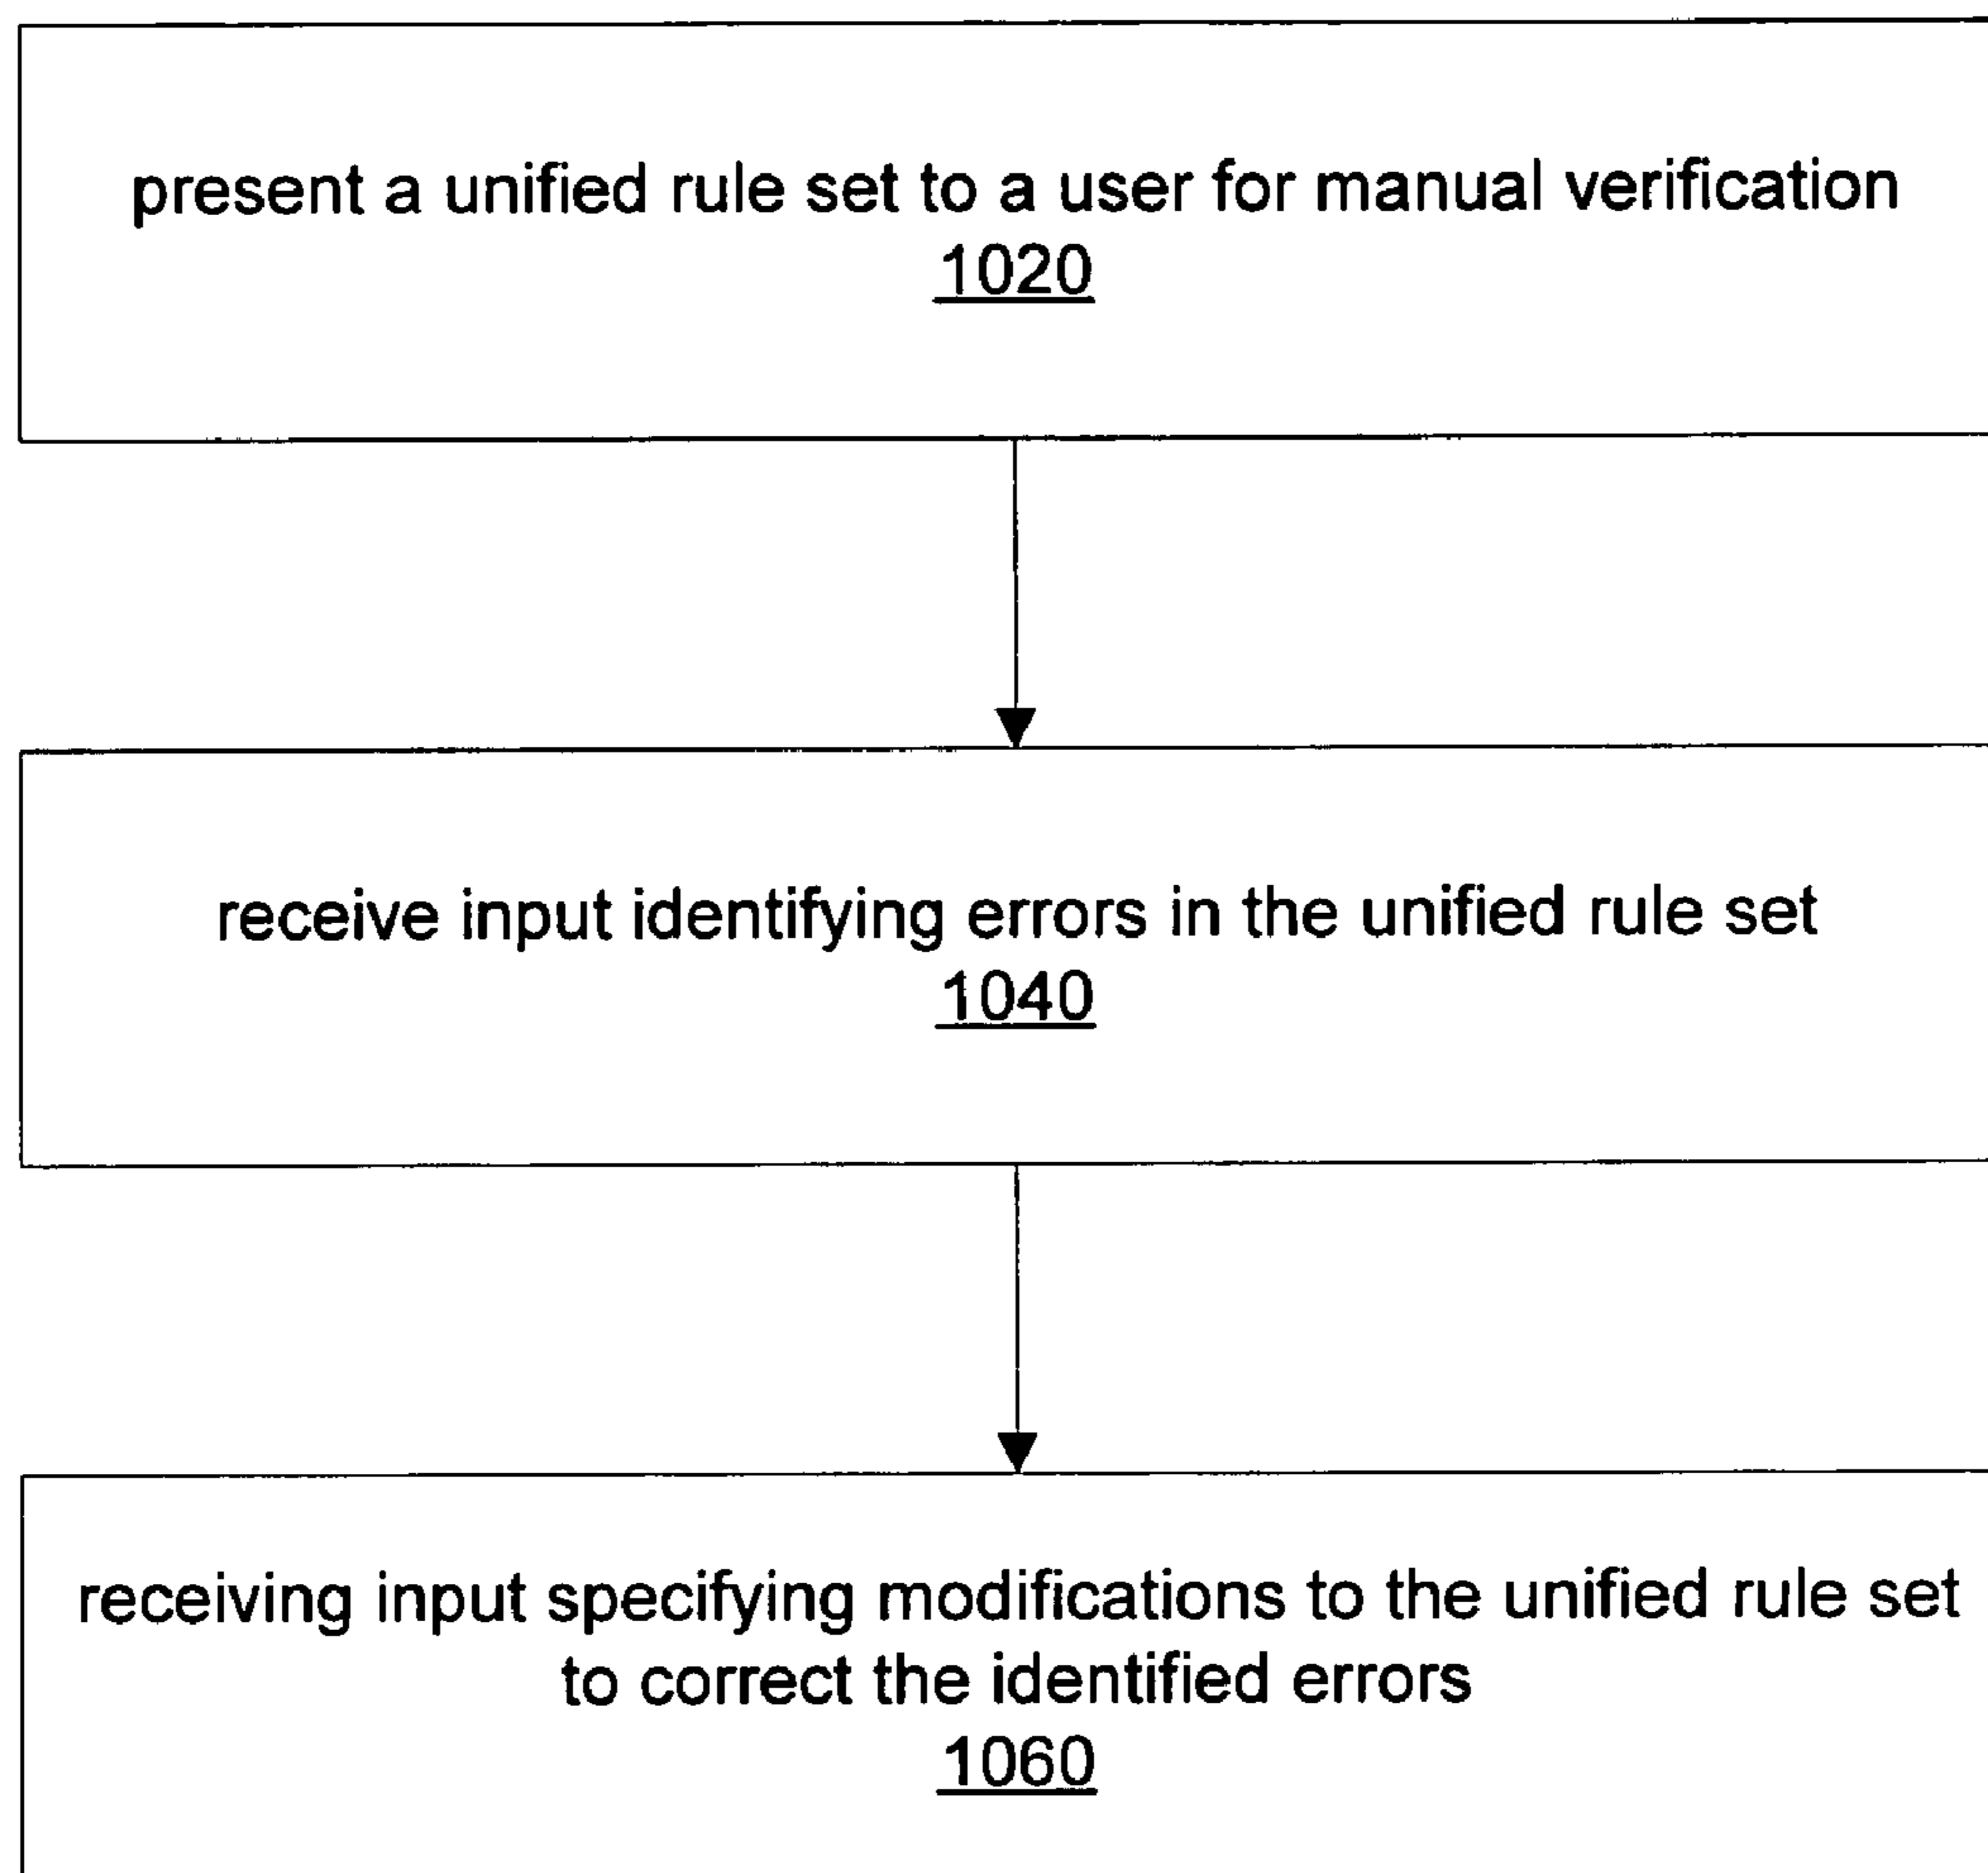 present a unified rule set to a user for manual verification
1020
receive input identifying errors in the unified rule set
1040
receiving input specifying modifications to the unified rule set
to correct the identified errors
1060